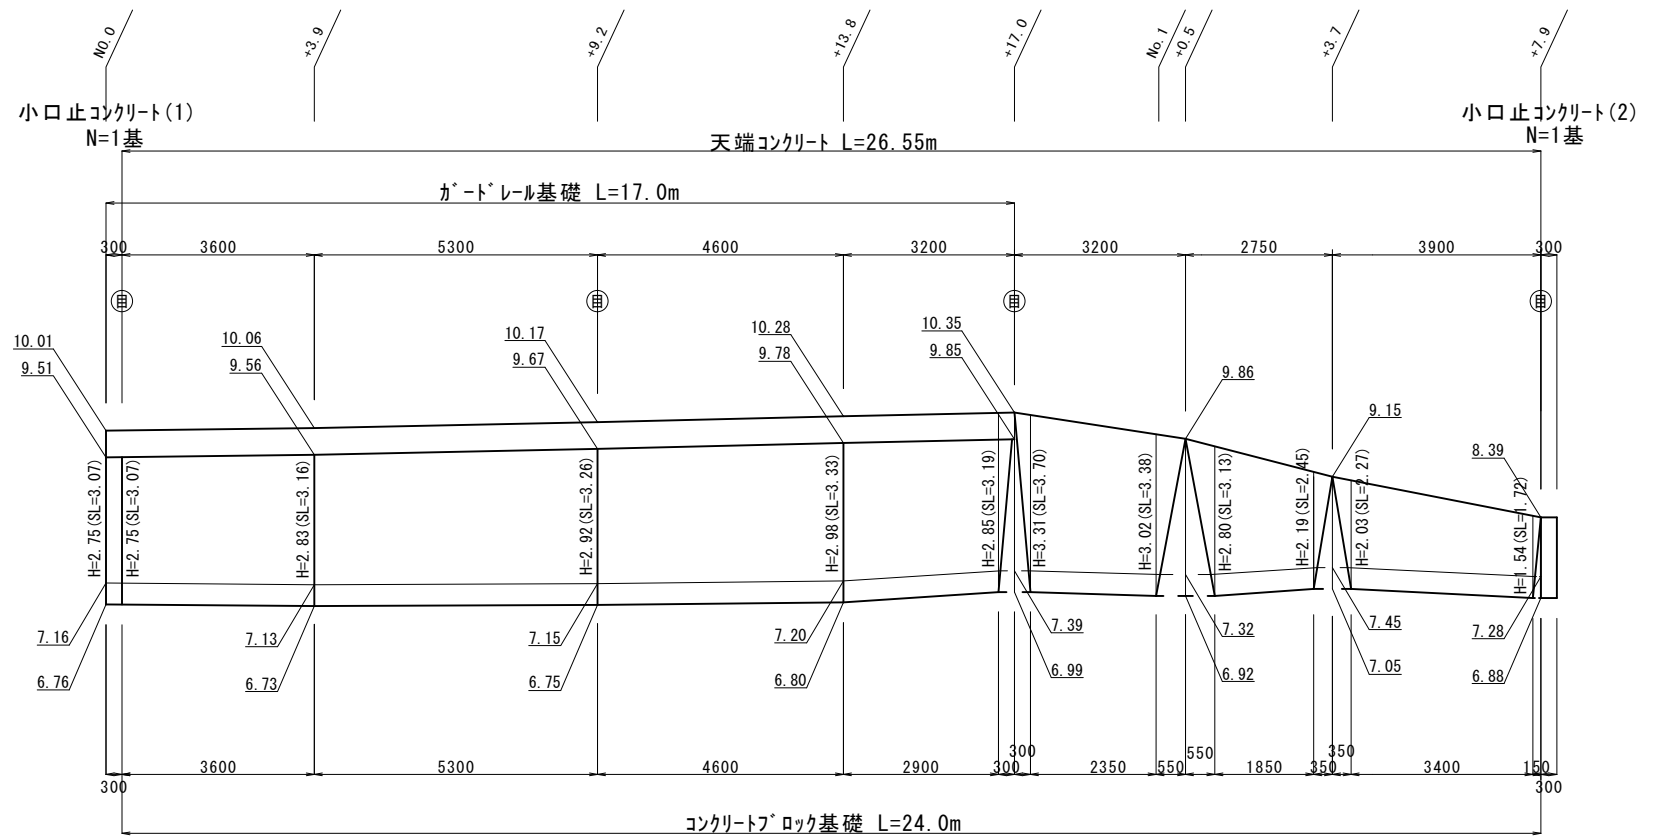 NO.0
+3.9
+9.2
+13.8
+17.0
No.1
+0.5
+3.7
+7.9
小口止ｺﾝｸﾘｰﾄ(1)
N=1基
小口止ｺﾝｸﾘｰﾄ(2)
N=1基
天端ｺﾝｸﾘｰﾄ L=26.55m
ｶﾞｰﾄﾞﾚｰﾙ基礎 L=17.0m
300 3600 5300 4600 3200 3200 2750 3900 300
目 目 目 目
10.01
9.51
10.06
9.56
10.17
9.67
10.28
9.78
10.35
9.85
9.86
9.15
8.39
H=2.75(SL=3.07)
H=2.75(SL=3.07)
H=2.83(SL=3.16)
H=2.92(SL=3.26)
H=2.98(SL=3.33)
H=2.85(SL=3.19)
H=3.31(SL=3.70)
H=3.02(SL=3.38)
H=2.80(SL=3.13)
H=2.19(SL=2.45)
H=2.03(SL=2.27)
H=1.54(SL=1.72)
7.16
6.76
7.13
6.73
7.15
6.75
7.20
6.80
7.39
6.99
7.32
6.92
7.45
7.05
7.28
6.88
300 3600 5300 4600 2900 300 300 2350 550 550 1850 350 350 3400 150 300
ｺﾝｸﾘｰﾄﾌﾞﾛｯｸ基礎 L=24.0m